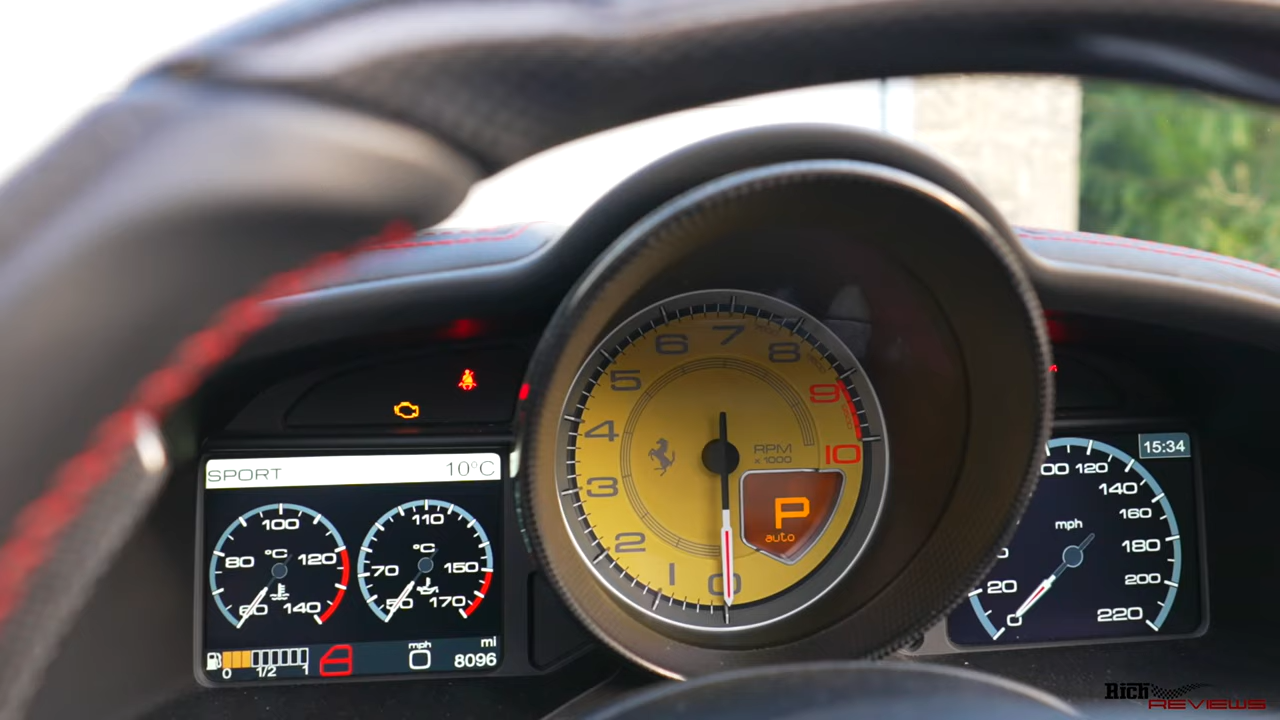 SPORT 10°C
100
80 °C 120
60 140
110
°C
70 150
50 170
0 1/2 1
mph
0
mi
8096
7
6 8
5 9
4 RPM 10
x 1000
3
P
auto
2
1 0
15:34
100 120
140
mph 160
180
20 200
0 220
Rich
REVIEWS